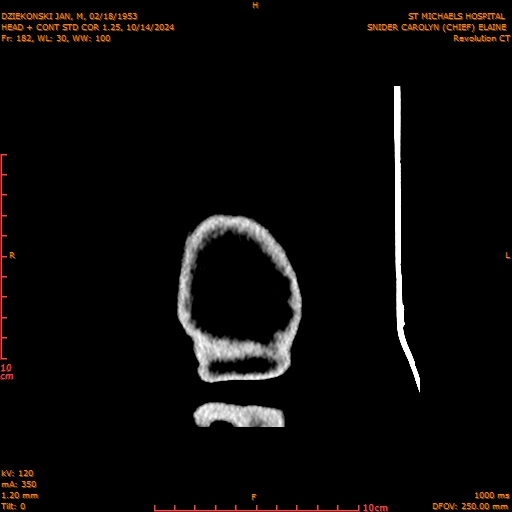 H
DZIEKONSKI JAN, M, 02/18/1953
HEAD + CONT STD COR 1.25, 10/14/2024
Fr: 182, WL: 30, WW: 100
ST MICHAELS HOSPITAL
SNIDER CAROLYN (CHIEF) ELAINE
Revolution CT
R
L
10
cm
kV: 120
mA: 350
1.20 mm
Tilt: 0
F
10cm
1000 ms
DFOV: 250.00 mm